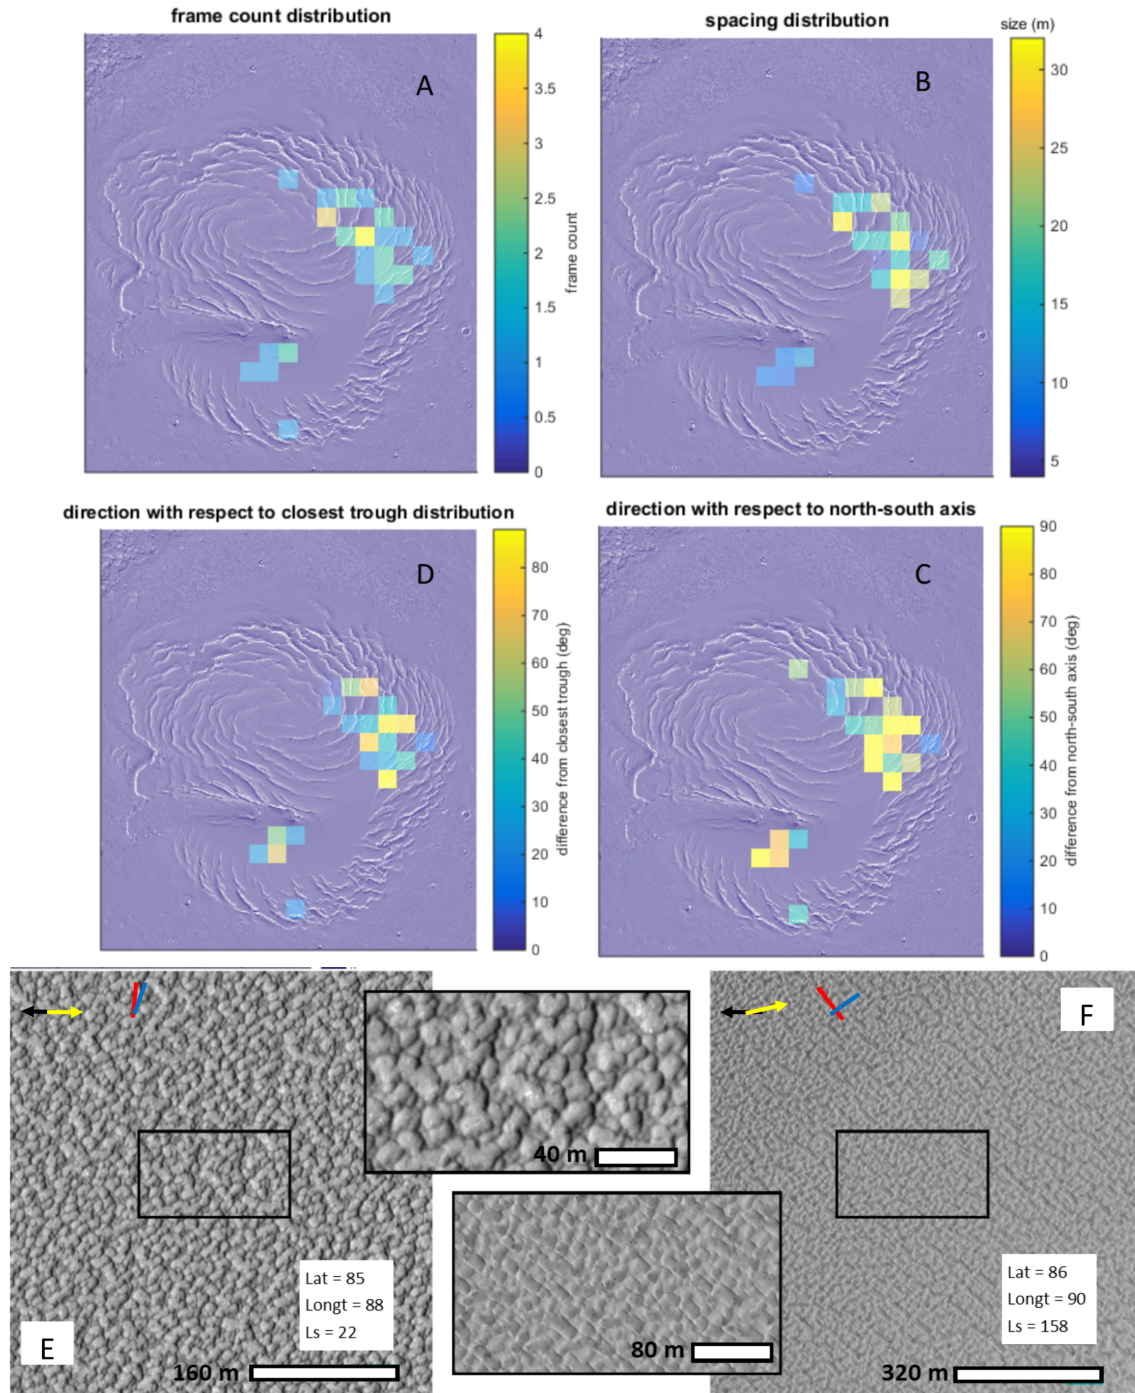 frame count distribution
A
4
3.5
3
2.5
2
1.5
1
0.5
0
frame count
spacing distribution
size (m)
B
30
25
20
15
10
5
direction with respect to closest trough distribution
D
80
70
60
50
40
30
20
10
0
difference from closest trough (deg)
direction with respect to north-south axis
C
90
80
70
60
50
40
30
20
10
0
difference from north-south axis (deg)
40 m
F
Lat = 85
Longt = 88
Ls = 22
E
160 m
80 m
Lat = 86
Longt = 90
Ls = 158
320 m